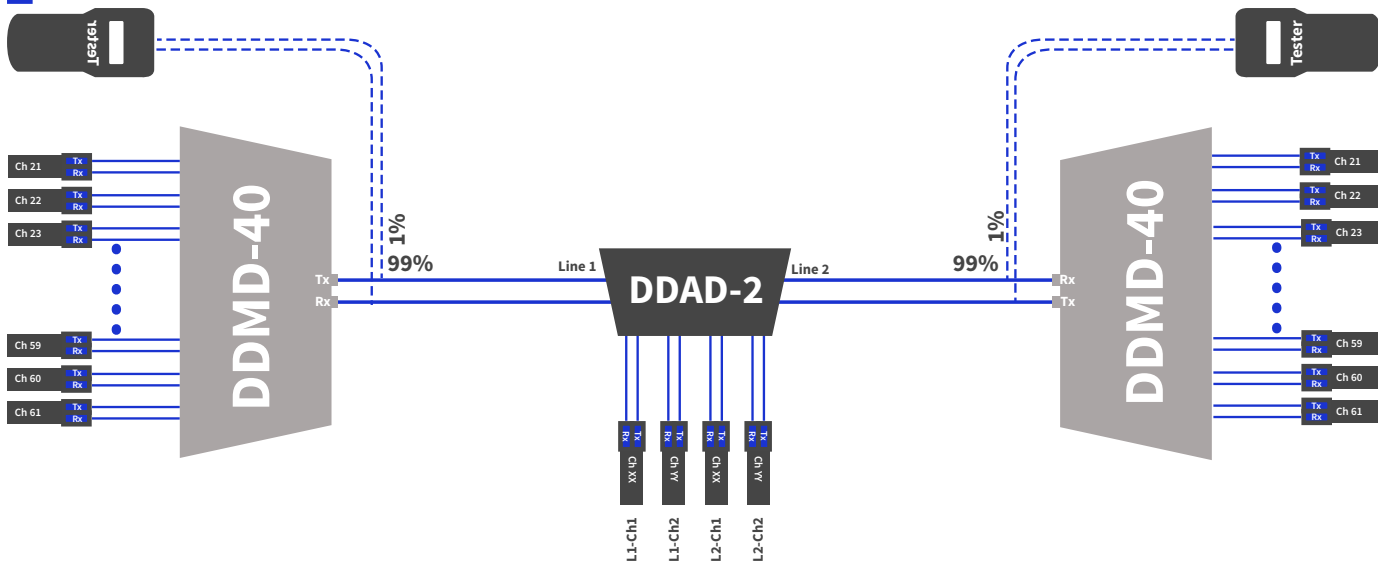 Tester
Tester
Ch 21
Tx
Rx
Ch 22
Tx
Rx
Ch 23
Tx
Rx
Ch 59
Tx
Rx
Ch 60
Tx
Rx
Ch 61
Tx
Rx
DDMD-40
Tx
Rx
1%
99%
Line 1
DDAD-2
Line 2
1%
99%
Rx
Tx
DDMD-40
Tx
Rx
Ch 21
Tx
Rx
Ch 22
Tx
Rx
Ch 23
Tx
Rx
Ch 59
Tx
Rx
Ch 60
Tx
Rx
Ch 61
Rx
Tx
Ch XX
L1-Ch1
Rx
Tx
Ch YY
L1-Ch2
Rx
Tx
Ch XX
L2-Ch1
Rx
Tx
Ch YY
L2-Ch2